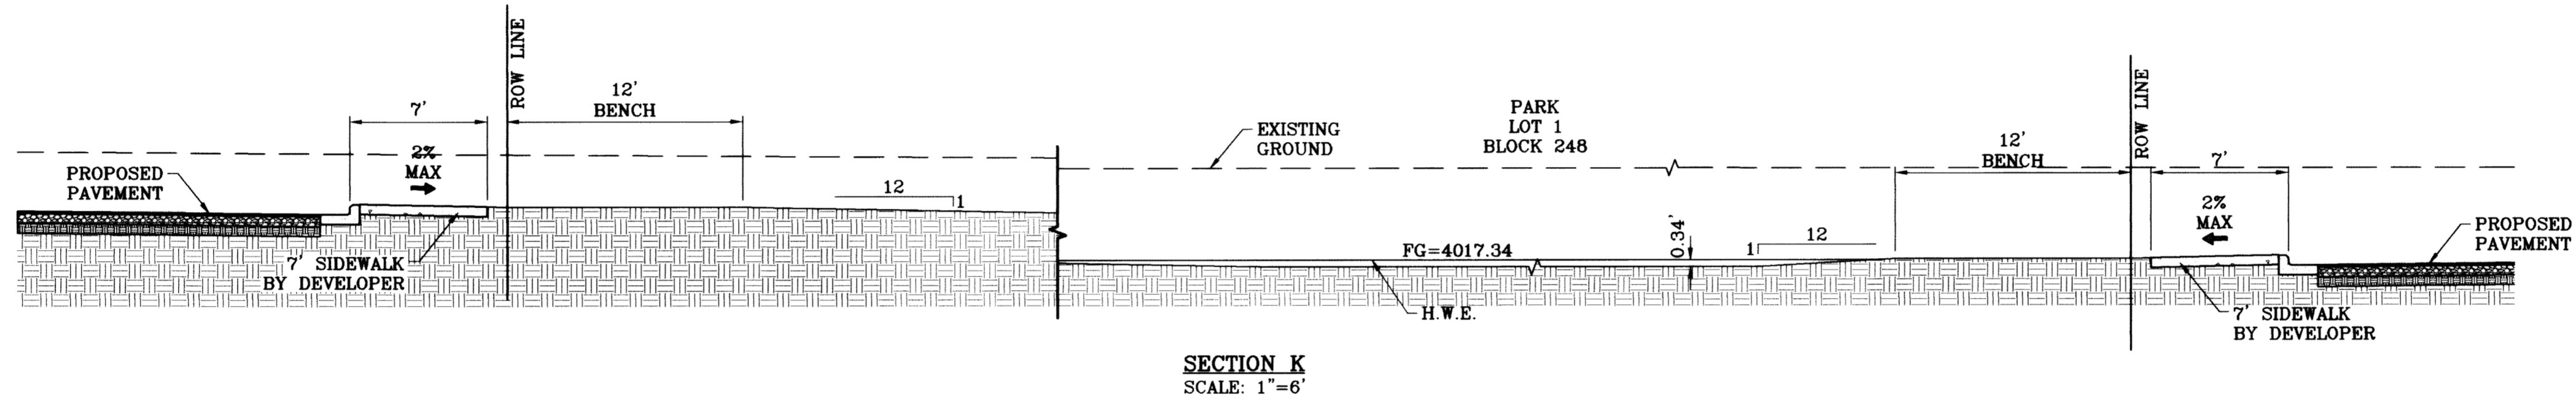 ROW LINE
7'
12'
BENCH
2%
MAX
PROPOSED
PAVEMENT
12
1
7' SIDEWALK
BY DEVELOPER
EXISTING
GROUND
PARK
LOT 1
BLOCK 248
FG=4017.34
0.34'
H.W.E.
12
1
12'
BENCH
ROW LINE
7'
2%
MAX
PROPOSED
PAVEMENT
7' SIDEWALK
BY DEVELOPER
SECTION K
SCALE: 1"=6'